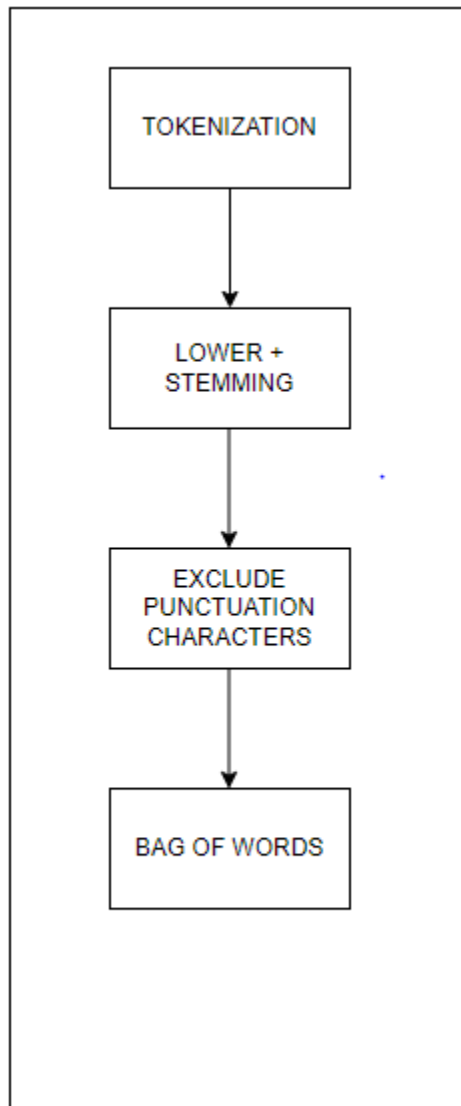 TOKENIZATION
LOWER +
STEMMING
EXCLUDE
PUNCTUATION
CHARACTERS
BAG OF WORDS